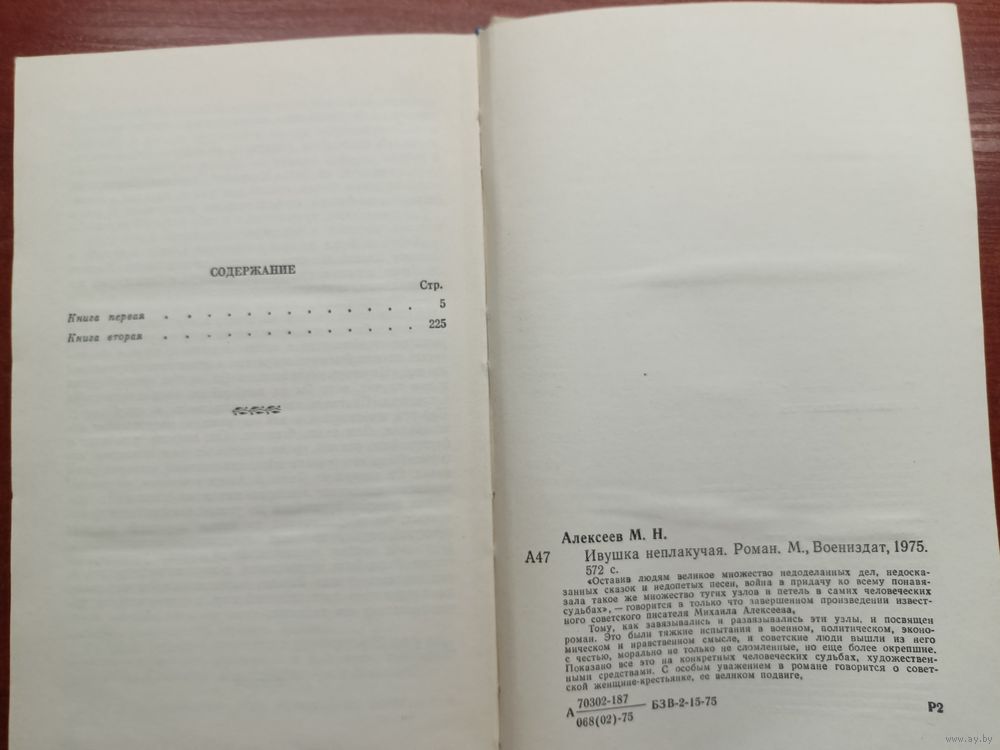 СОДЕРЖАНИЕ
Стр.
Книга первая . . . . . . . . . . . . . 5
Книга вторая . . . . . . . . . . . . . 225
Алексеев М. Н.
А47 Ивушка неплакучая. Роман. М., Воениздат, 1975.
572 с.
«Оставив людям великое множество недоделанных дел, недоска-
занных сказок и недопетых песен, война в придачу ко всему понавя-
зала такое же множество тугих узлов и петель в самих человеческих
судьбах», — говорится в только что завершенном произведении извест-
ного советского писателя Михаила Алексеева.
Тому, как завязывались и развязывались эти узлы, и посвящен
роман. Это были тяжкие испытания в военном, политическом, эконо-
мическом и нравственном смысле, и советские люди вышли из него
с честью, морально не только не сломленные, но еще более окрепшие.
Показано все это на конкретных человеческих судьбах, художествен-
ными средствами. С особым уважением в романе говорится о совет-
ской женщине-крестьянке, ее великом подвиге.
А 70302-187
068(02)-75 БЗВ-2-15-75
Р2
www.ay.by